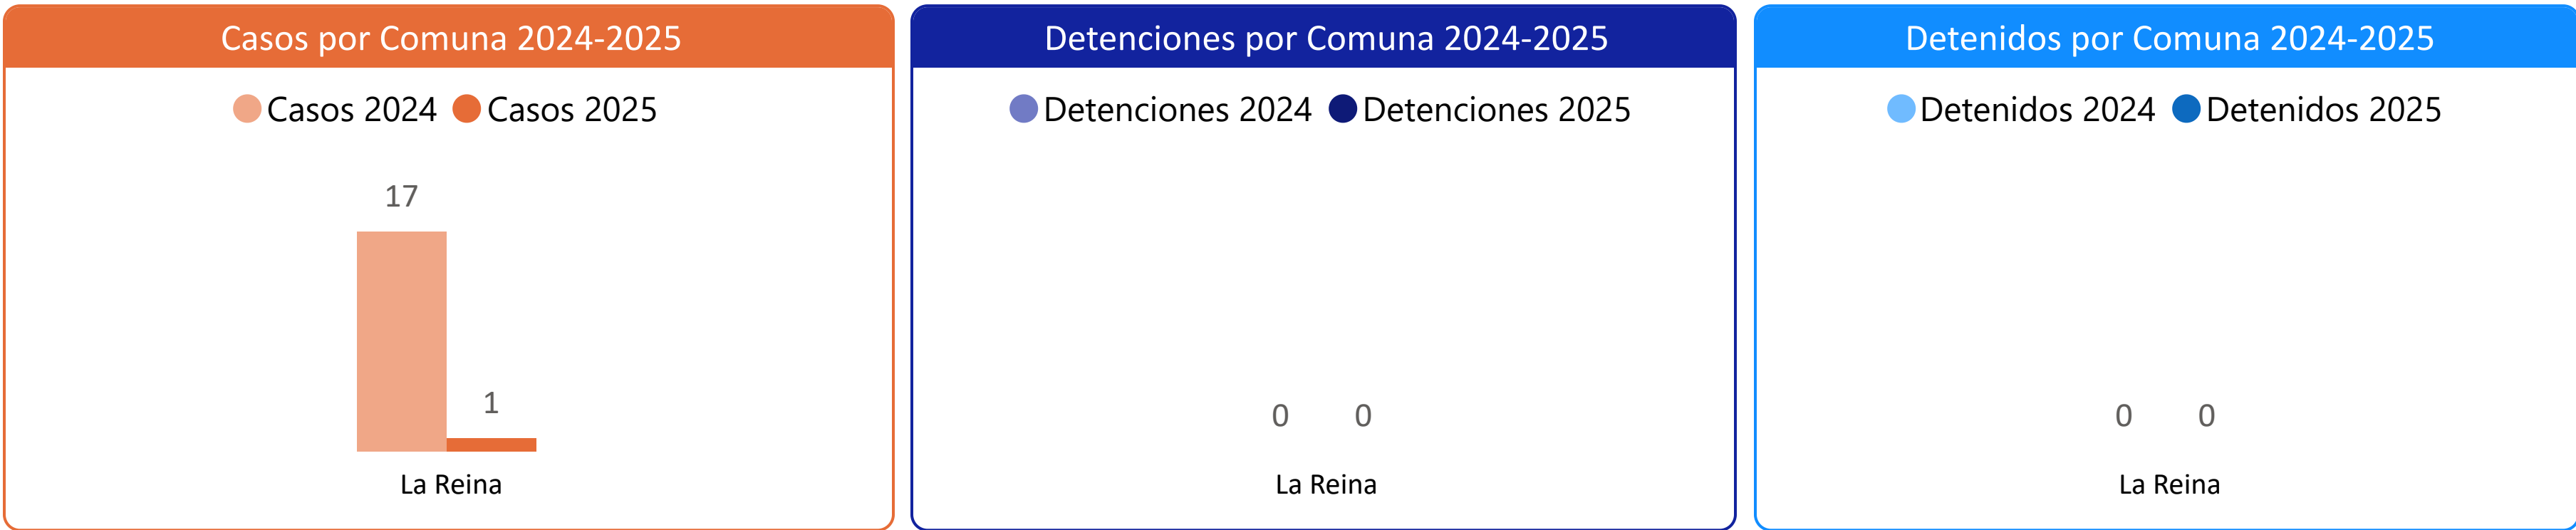 Casos por Comuna 2024-2025
Casos 2024 Casos 2025
17
1
La Reina
Detenciones por Comuna 2024-2025
Detenciones 2024 Detenciones 2025
0 0
La Reina
Detenidos por Comuna 2024-2025
Detenidos 2024 Detenidos 2025
0 0
La Reina